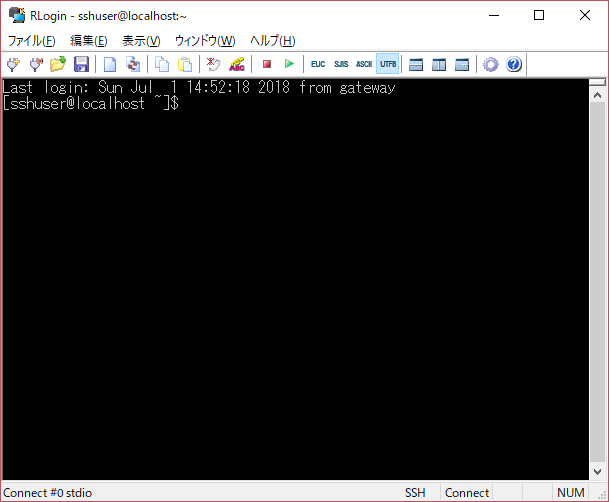 RLogin - sshuser@localhost:~
ファイル(F) 編集(E) 表示(V) ウィンドウ(W) ヘルプ(H)
ABC EUC SJIS ASCII UTF8
Last login: Sun Jul  1 14:52:18 2018 from gateway
[sshuser@localhost ~]$
Connect #0 stdio SSH Connect NUM